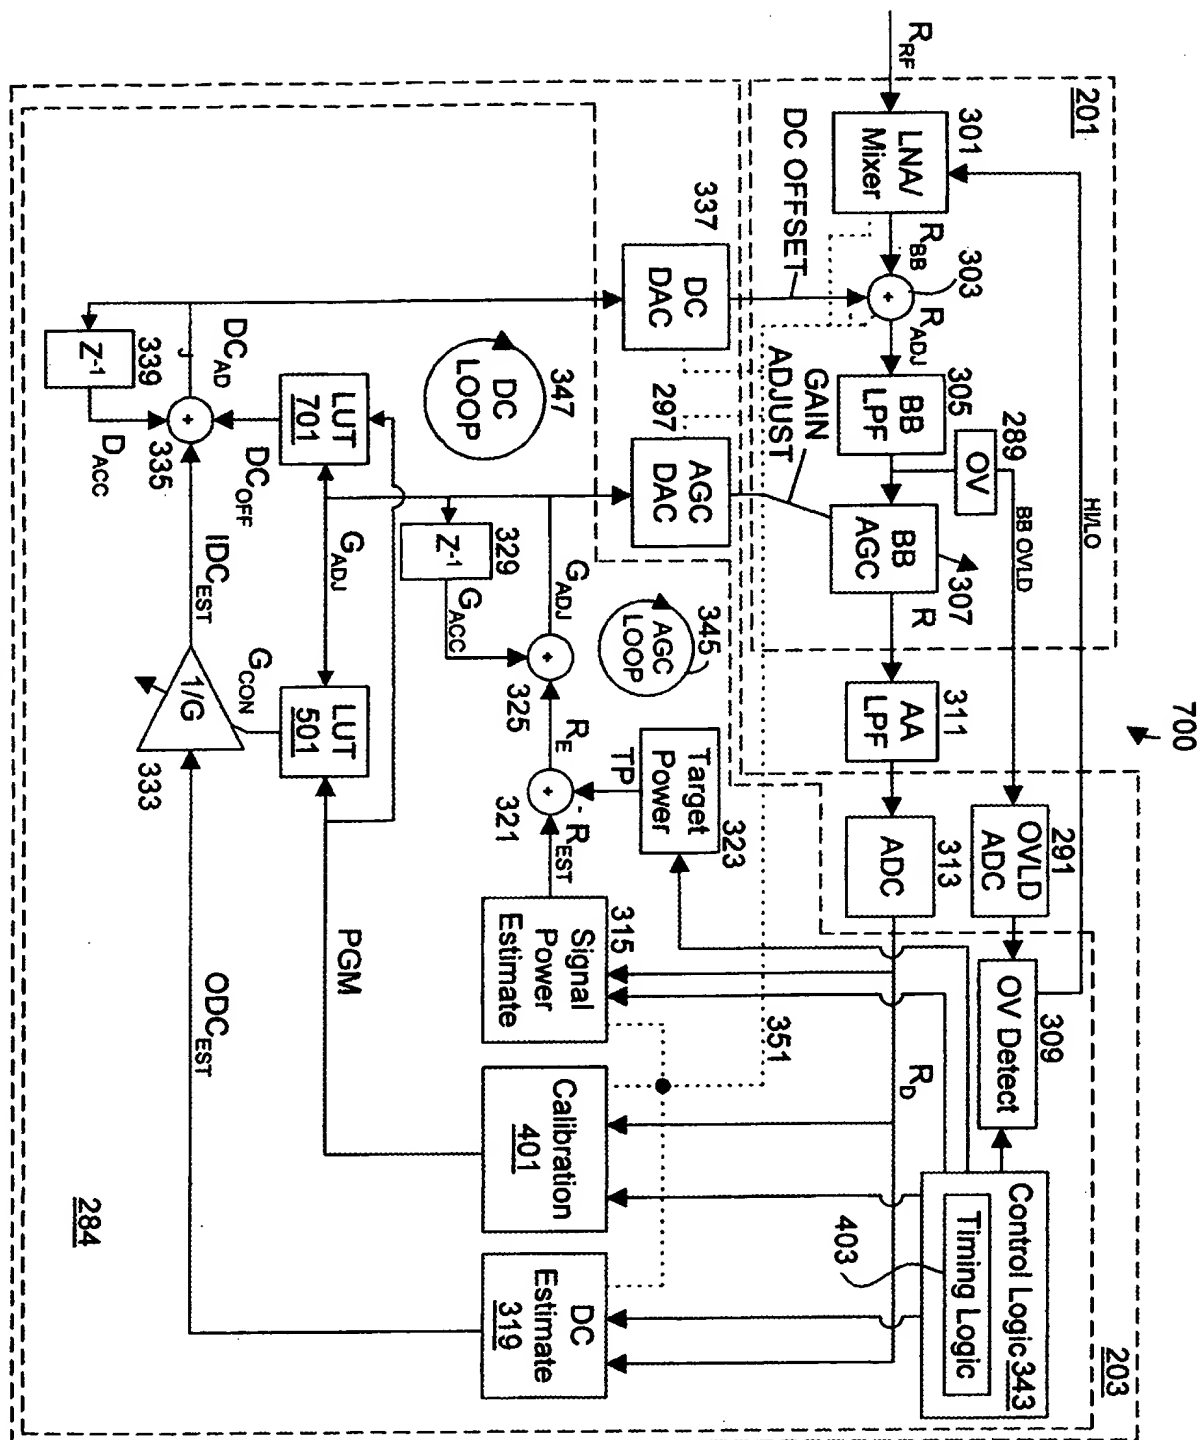 700
201
203
R_RF
301
LNA/
Mixer
R_BB
303
R_ADJ
305
BB
LPF
289
OV
BB OVLD
HI/LO
BB
AGC
307
R
311
AA
LPF
313
ADC
291
OVLD
ADC
309
OV Detect
Control Logic 343
Timing Logic
403
R_D
DC OFFSET
GAIN
ADJUST
337
DC
DAC
297
AGC
DAC
347
DC
LOOP
345
AGC
LOOP
351
323
Target
Power
TP
315
Signal
Power
Estimate
R_EST
-
+
321
R_E
+
325
G_ADJ
329
Z-1
G_ACC
Calibration
401
DC
Estimate
319
LUT
701
G_ADJ
LUT
501
PGM
DC_OFF
G_CON
1/G
333
ODC_EST
IDC_EST
+
335
DC_AD
339
Z-1
D_ACC
+
284